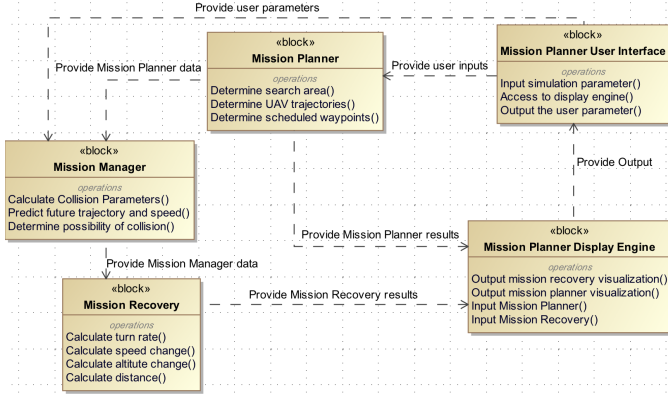 Provide user parameters
«block»
Mission Planner User Interface
operations
Input simulation parameter()
Access to display engine()
Output the user parameter()
«block»
Mission Planner
operations
Determine search area()
Determine UAV trajectories()
Determine scheduled waypoints()
Provide user inputs
Provide Mission Planner data
«block»
Mission Manager
operations
Calculate Collision Parameters()
Predict future trajectory and speed()
Determine possibility of collision()
Provide Output
Provide Mission Planner results
«block»
Mission Planner Display Engine
operations
Output mission recovery visualization()
Output mission planner visualization()
Input Mission Planner()
Input Mission Recovery()
Provide Mission Manager data
«block»
Mission Recovery
operations
Calculate turn rate()
Calculate speed change()
Calculate altitute change()
Calculate distance()
Provide Mission Recovery results